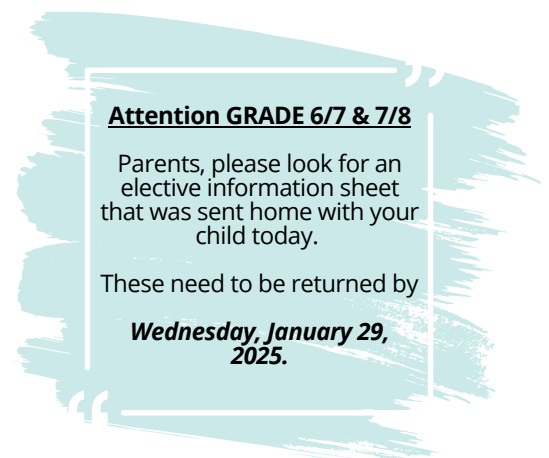 Attention GRADE 6/7 & 7/8
Parents, please look for an
elective information sheet
that was sent home with your
child today.
These need to be returned by
Wednesday, January 29,
2025.